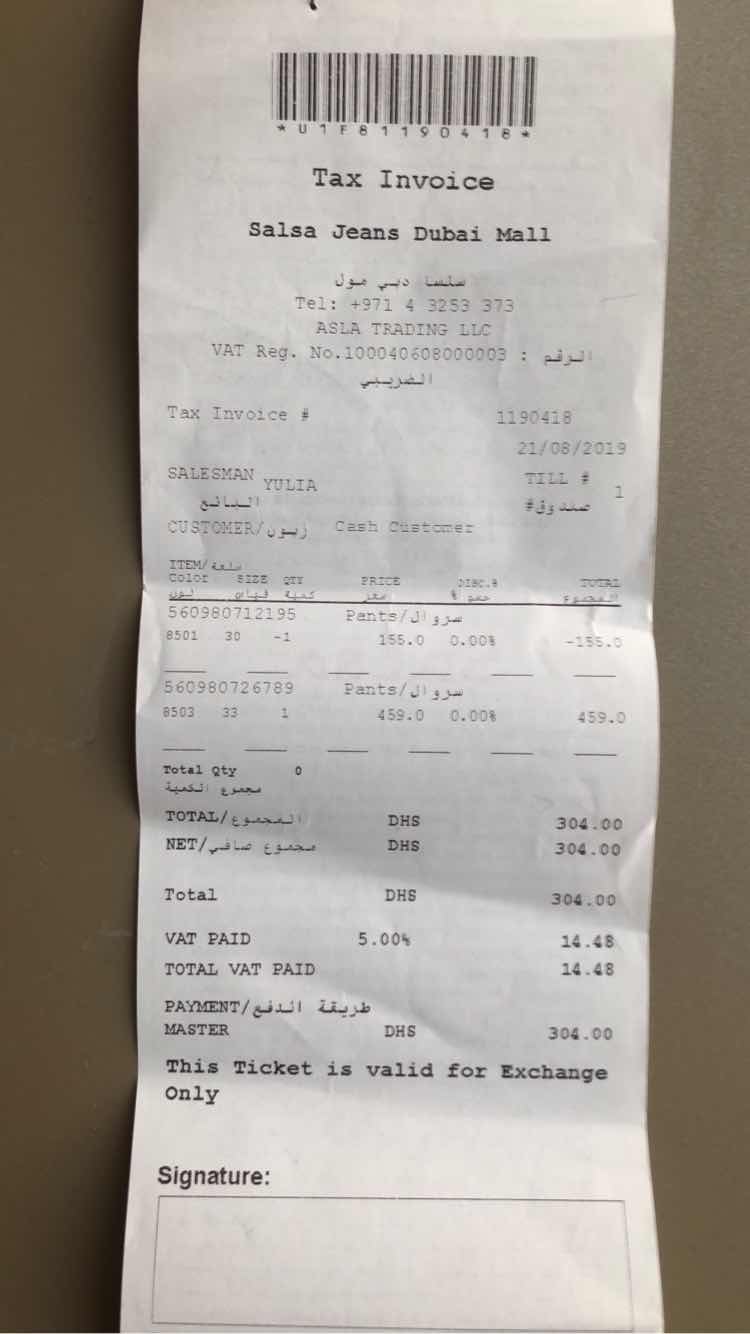 *U1F81190418*
Tax Invoice
Salsa Jeans Dubai Mall
سلسا دبي مول
Tel: +971 4 3253 373
ASLA TRADING LLC
VAT Reg. No.100040608000003 : الرقم
الضريبي
Tax Invoice # 1190418
21/08/2019
SALESMAN YULIA TILL # 1
البائع صندوق#
CUSTOMER/زبون Cash Customer
ITEM/سلعة
Color SIZE QTY PRICE DISC.% TOTAL
لون قياس كمية سعر خصم % المجموع
560980712195 Pants/سروال
8501 30 -1 155.0 0.00% -155.0
560980726789 Pants/سروال
8503 33 1 459.0 0.00% 459.0
Total Qty 0
مجموع الكمية
TOTAL/المجموع DHS 304.00
NET/مجموع صافي DHS 304.00
Total DHS 304.00
VAT PAID 5.00% 14.48
TOTAL VAT PAID 14.48
PAYMENT/طريقة الدفع
MASTER DHS 304.00
This Ticket is valid for Exchange
Only
Signature: